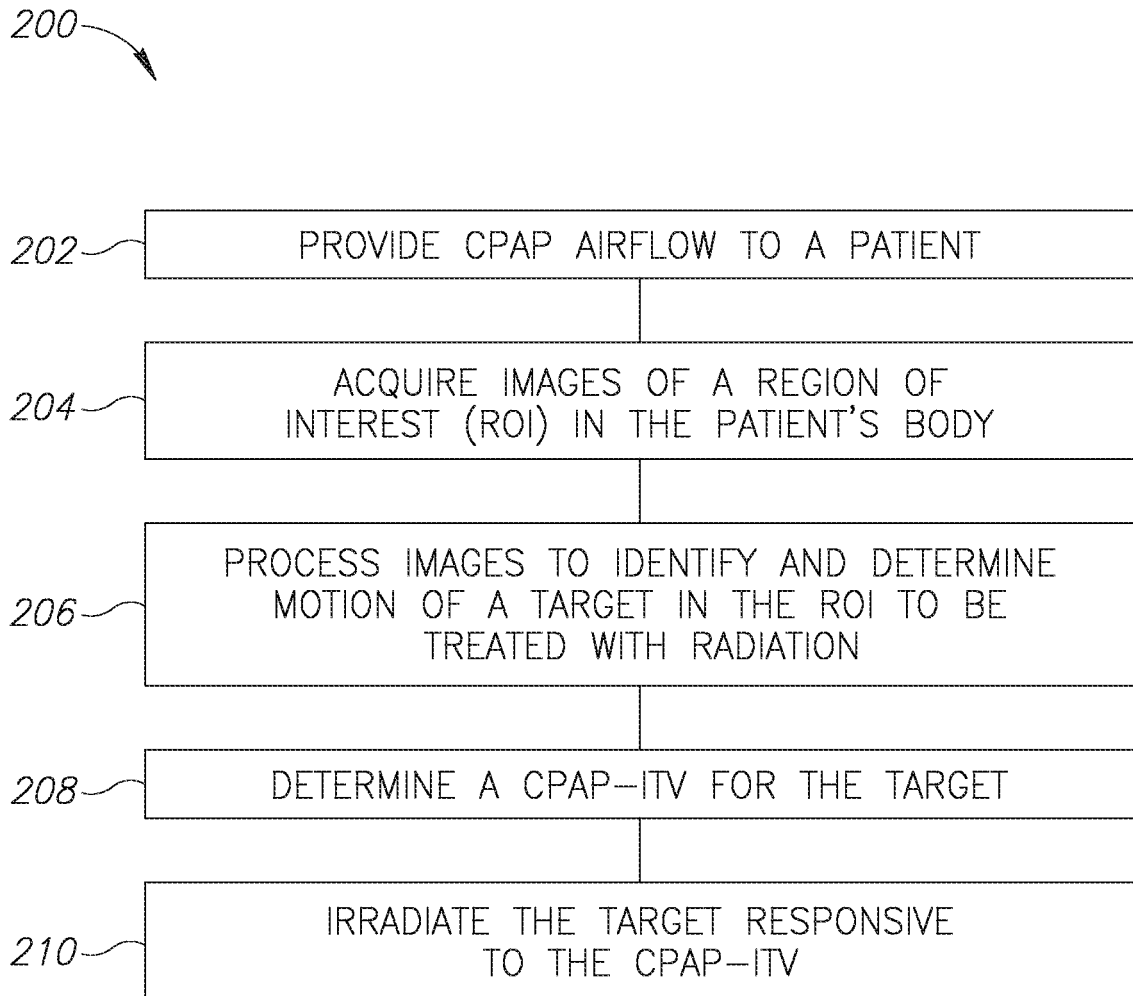 200
202
PROVIDE CPAP AIRFLOW TO A PATIENT
204
ACQUIRE IMAGES OF A REGION OF
INTEREST (ROI) IN THE PATIENT'S BODY
206
PROCESS IMAGES TO IDENTIFY AND DETERMINE
MOTION OF A TARGET IN THE ROI TO BE
TREATED WITH RADIATION
208
DETERMINE A CPAP-ITV FOR THE TARGET
210
IRRADIATE THE TARGET RESPONSIVE
TO THE CPAP-ITV